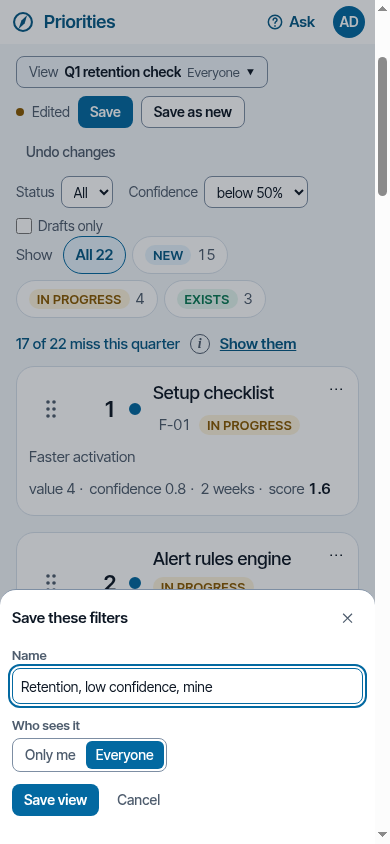 Priorities
Ask
AD
View Q1 retention check Everyone ▼
Edited Save Save as new
Undo changes
Status All Confidence below 50%
Drafts only
Show All 22 NEW 15
IN PROGRESS 4 EXISTS 3
17 of 22 miss this quarter i Show them
Setup checklist ...
1
F-01 IN PROGRESS
Faster activation
value 4 · confidence 0.8 · 2 weeks · score 1.6
Alert rules engine ...
2
IN PROGRESS
Save these filters
Name
Retention, low confidence, mine
Who sees it
Only me Everyone
Save view Cancel